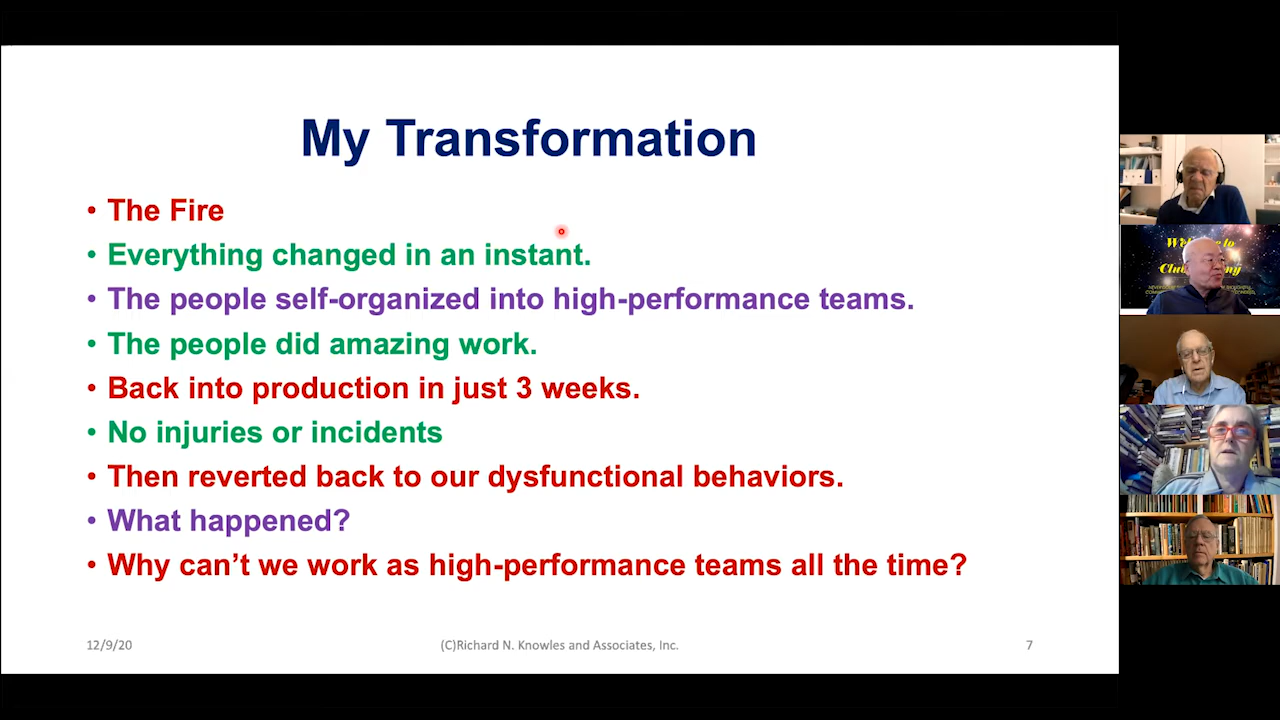 My Transformation
• The Fire
• Everything changed in an instant.
• The people self-organized into high-performance teams.
• The people did amazing work.
• Back into production in just 3 weeks.
• No injuries or incidents
• Then reverted back to our dysfunctional behaviors.
• What happened?
• Why can’t we work as high-performance teams all the time?
12/9/20
(C)Richard N. Knowles and Associates, Inc.
7
to